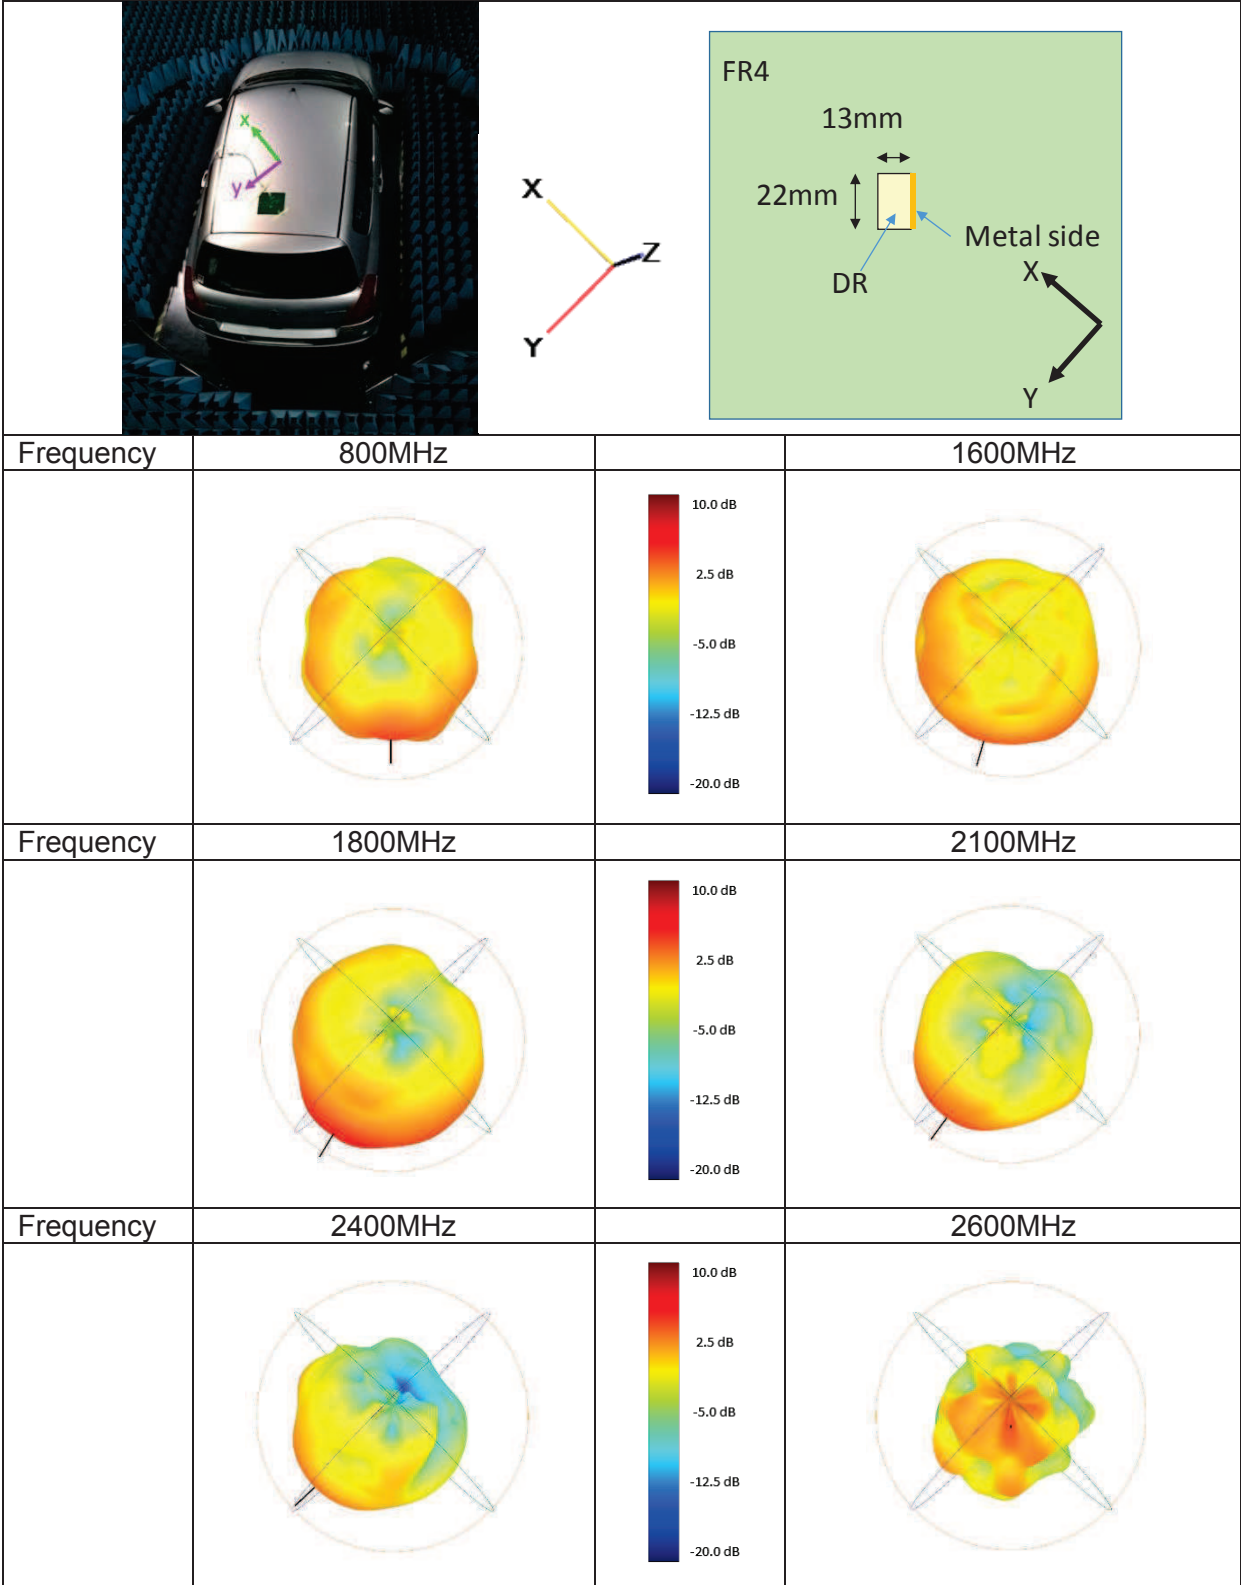 x
y
X
Z
Y
FR4
13mm
22mm
Metal side
DR
X
Y
Frequency 800MHz 1600MHz
10.0 dB
2.5 dB
-5.0 dB
-12.5 dB
-20.0 dB
Frequency 1800MHz 2100MHz
10.0 dB
2.5 dB
-5.0 dB
-12.5 dB
-20.0 dB
Frequency 2400MHz 2600MHz
10.0 dB
2.5 dB
-5.0 dB
-12.5 dB
-20.0 dB